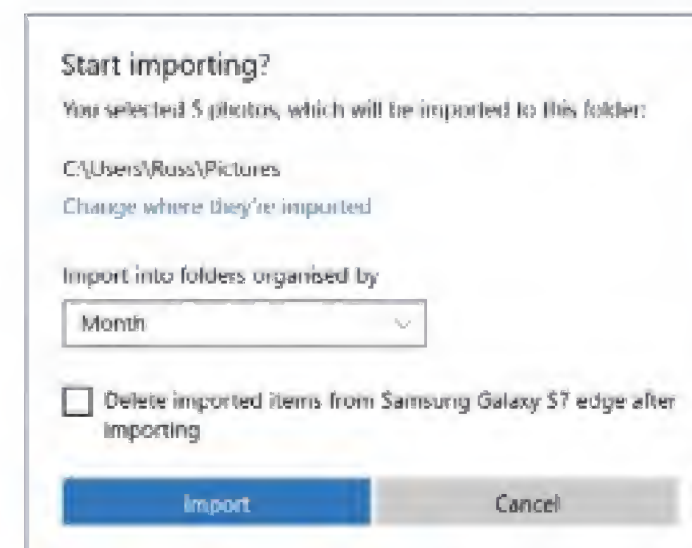 Start importing?
You selected 5 photos, which will be imported to this folder:
C:\Users\Russ\Pictures
Change where they're imported
Import into folders organised by
Month
Delete imported items from Samsung Galaxy S7 edge after
importing
Import
Cancel